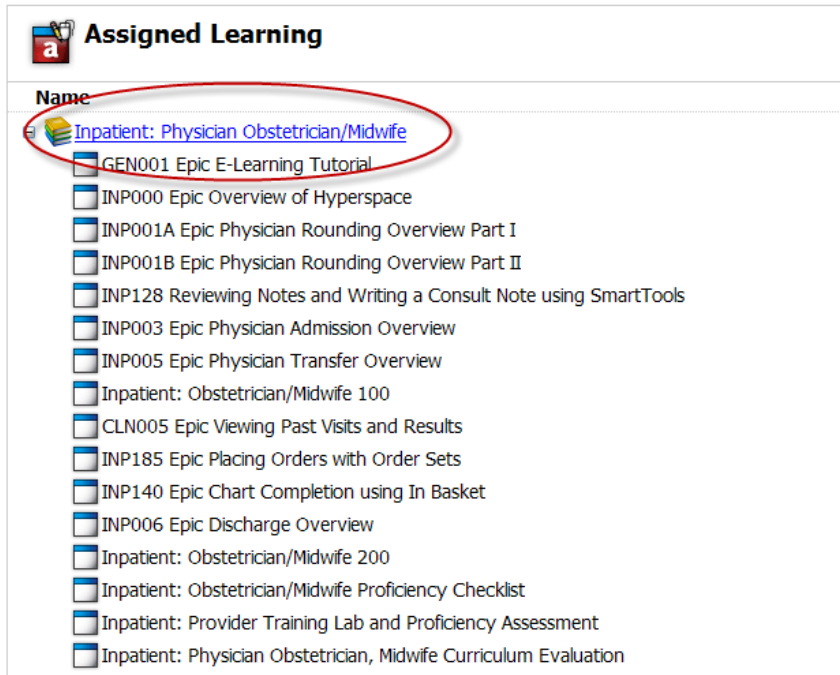 a
Assigned Learning
Name
Inpatient: Physician Obstetrician/Midwife
GEN001 Epic E-Learning Tutorial
INP000 Epic Overview of Hyperspace
INP001A Epic Physician Rounding Overview Part I
INP001B Epic Physician Rounding Overview Part II
INP128 Reviewing Notes and Writing a Consult Note using SmartTools
INP003 Epic Physician Admission Overview
INP005 Epic Physician Transfer Overview
Inpatient: Obstetrician/Midwife 100
CLN005 Epic Viewing Past Visits and Results
INP185 Epic Placing Orders with Order Sets
INP140 Epic Chart Completion using In Basket
INP006 Epic Discharge Overview
Inpatient: Obstetrician/Midwife 200
Inpatient: Obstetrician/Midwife Proficiency Checklist
Inpatient: Provider Training Lab and Proficiency Assessment
Inpatient: Physician Obstetrician, Midwife Curriculum Evaluation